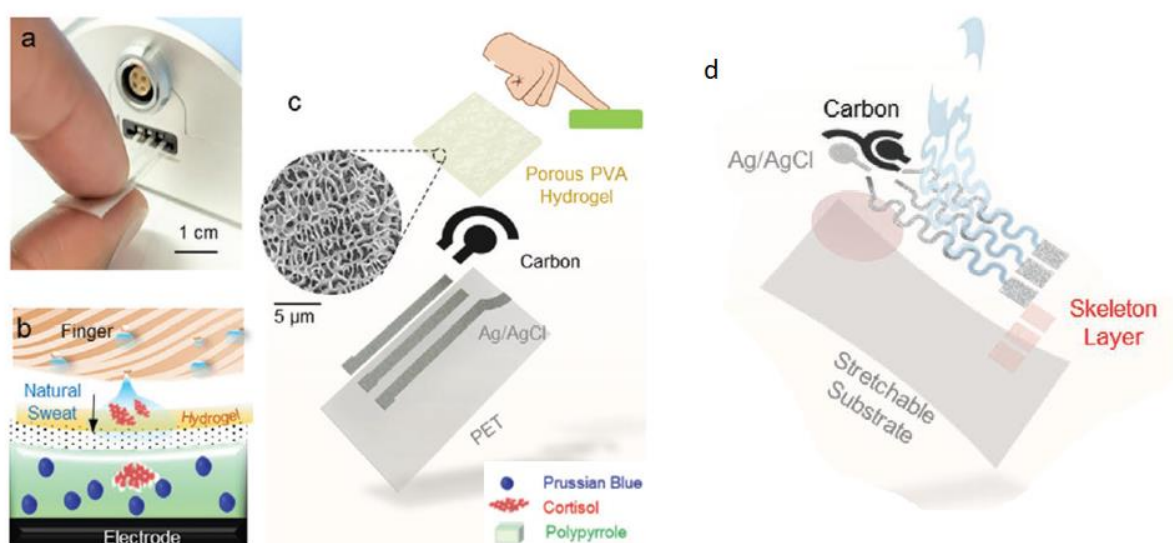 a
1 cm
b
Finger
Natural
Sweat
Hydrogel
Electrode
c
Porous PVA
Hydrogel
Carbon
5 μm
Ag/AgCl
PET
Prussian Blue
Cortisol
Polypyrrole
d
Carbon
Ag/AgCl
Skeleton
Layer
Stretchable
Substrate